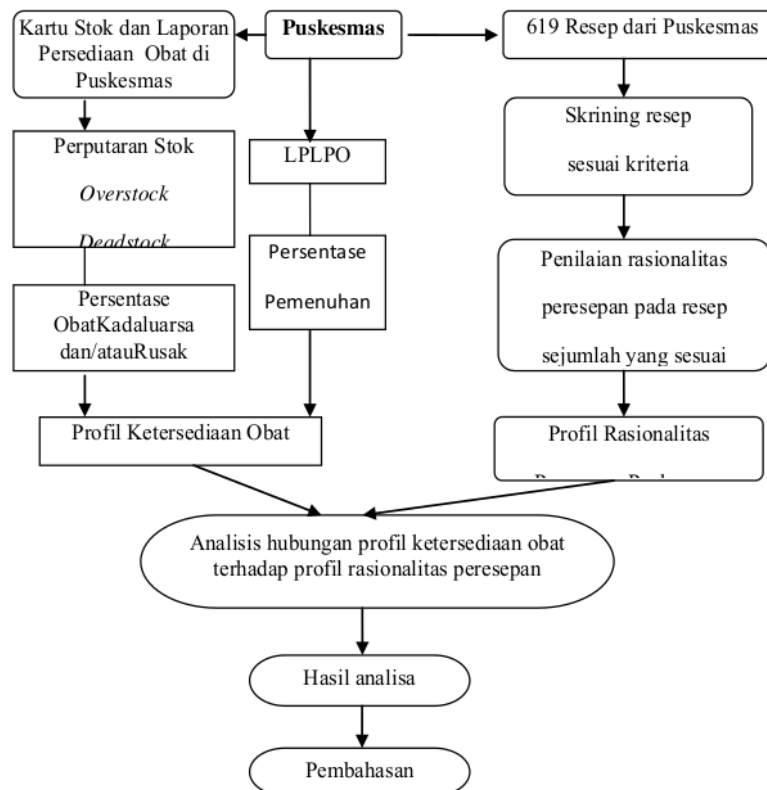 Kartu Stok dan Laporan
Persediaan Obat di
Puskesmas
Puskesmas
619 Resep dari Puskesmas
Perputaran Stok
Overstock
Deadstock
LPLPO
Skrining resep
sesuai kriteria
Persentase
Pemenuhan
Penilaian rasionalitas
peresepan pada resep
sejumlah yang sesuai
Persentase
ObatKadaluarsa
dan/atauRusak
Profil Ketersediaan Obat
Profil Rasionalitas
Analisis hubungan profil ketersediaan obat
terhadap profil rasionalitas peresepan
Hasil analisa
Pembahasan